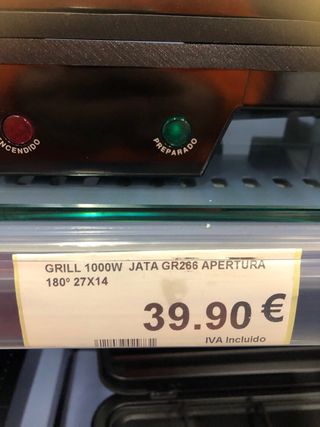 ENCENDIDO
PREPARADO
GRILL 1000W JATA GR266 APERTURA
180º 27X14
39.90 €
IVA Incluido